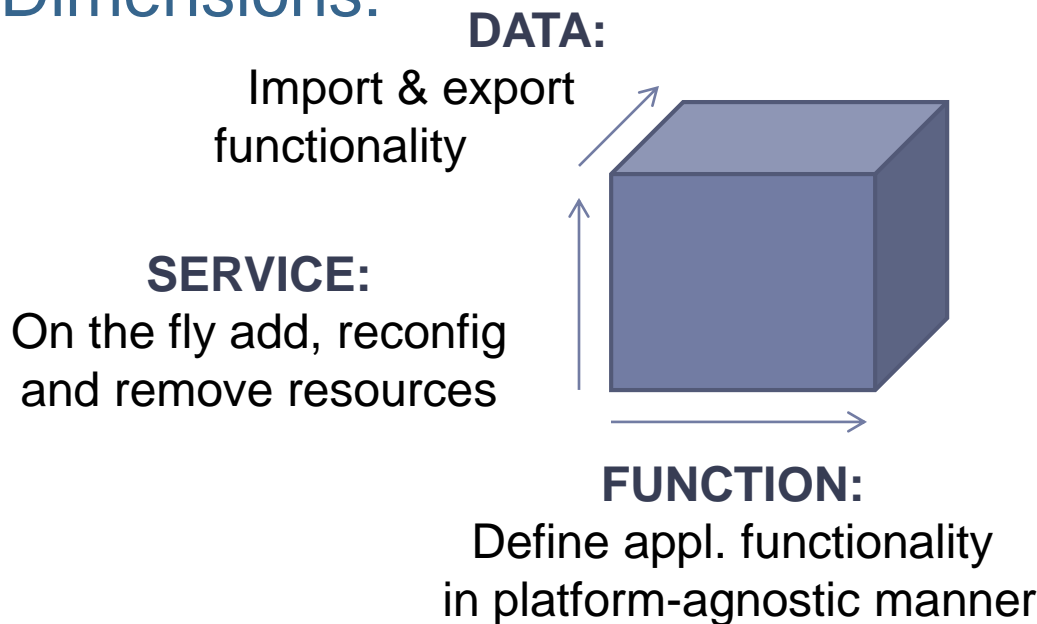 Dimensions:
DATA:
Import & export
functionality
SERVICE:
On the fly add, reconfig
and remove resources
FUNCTION:
Define appl. functionality
in platform-agnostic manner